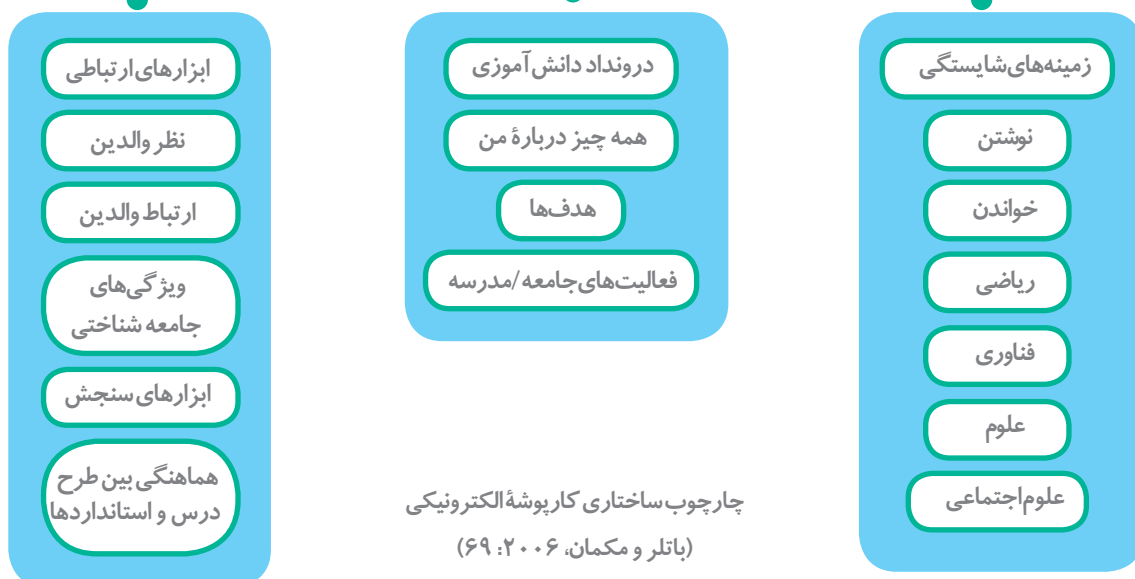 زمینه‌های شایستگی
نوشتن
خواندن
ریاضی
فناوری
علوم
علوم اجتماعی
درونداد دانش‌آموزی
همه چیز دربارهٔ من
هدف‌ها
فعالیت‌های جامعه/مدرسه
ابزارهای ارتباطی
نظر والدین
ارتباط والدین
ویژگی‌های
جامعه شناختی
ابزارهای سنجش
هماهنگی بین طرح
درس و استانداردها
چارچوب ساختاری کارپوشهٔ الکترونیکی
(باتلر و مکمان، ۲۰۰۶: ۶۹)